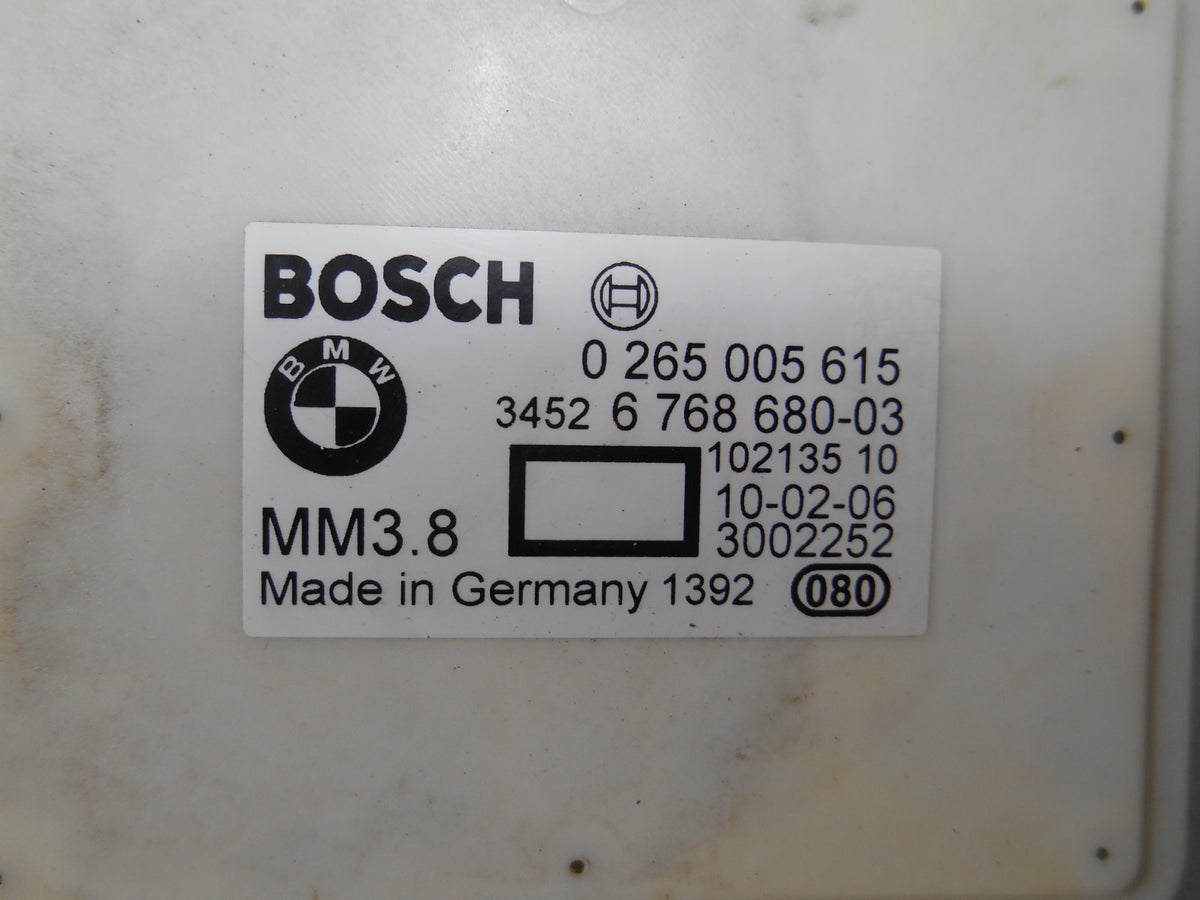 BOSCH
BMW
0 265 005 615
3452 6 768 680-03
102135 10
10-02-06
MM3.8
3002252
Made in Germany 1392 080